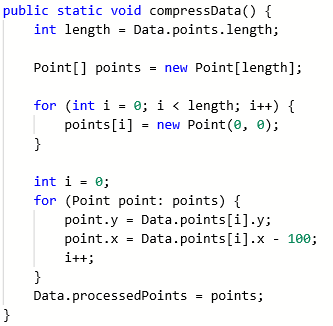 public static void compressData() {
    int length = Data.points.length;

    Point[] points = new Point[length];

    for (int i = 0; i < length; i++) {
        points[i] = new Point(0, 0);
    }

    int i = 0;
    for (Point point: points) {
        point.y = Data.points[i].y;
        point.x = Data.points[i].x - 100;
        i++;
    }
    Data.processedPoints = points;
}